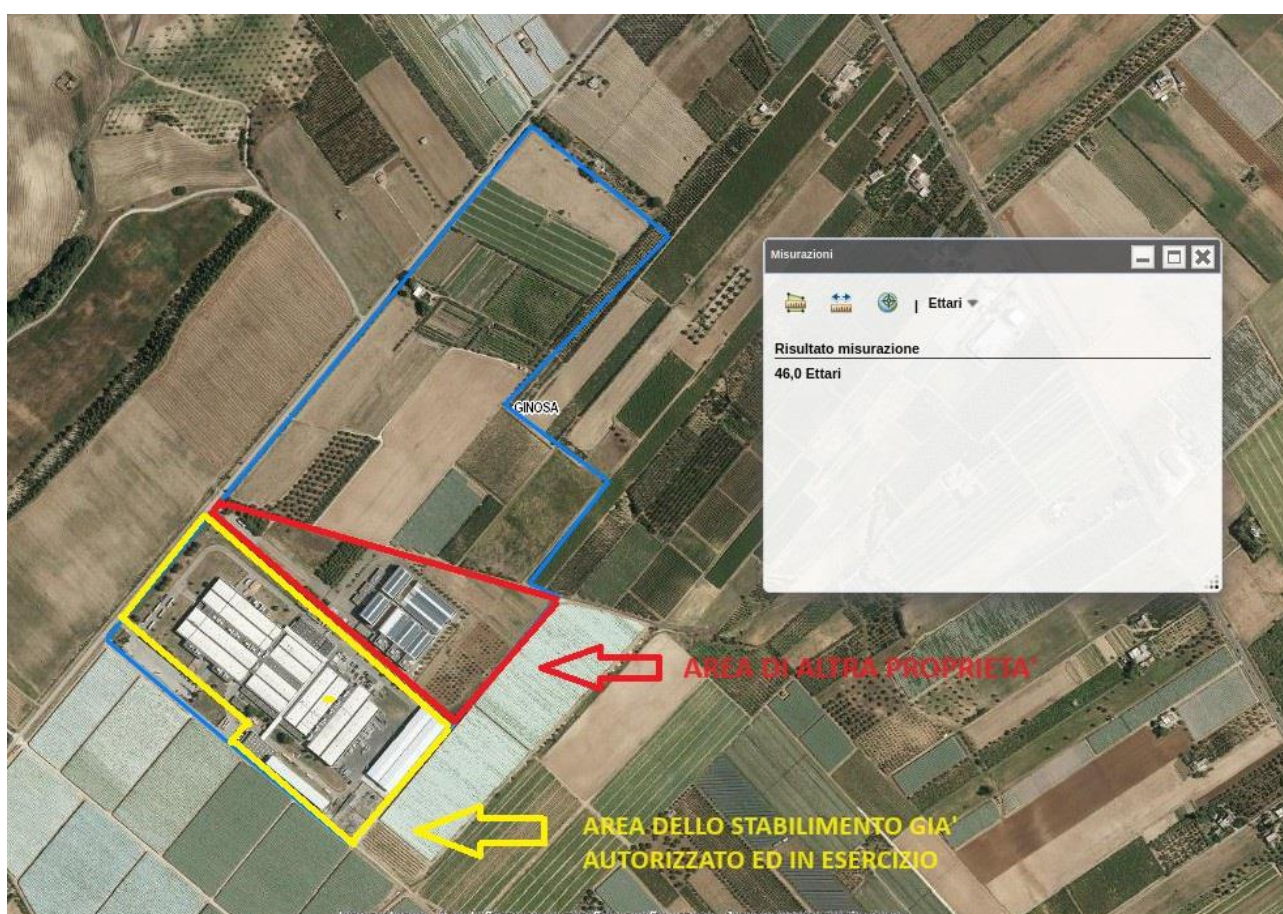 Misurazioni
Ettari
Risultato misurazione
46,0 Ettari
GINOSA
AREA DI ALTRA PROPRIETA'
AREA DELLO STABILIMENTO GIA'
AUTORIZZATO ED IN ESERCIZIO